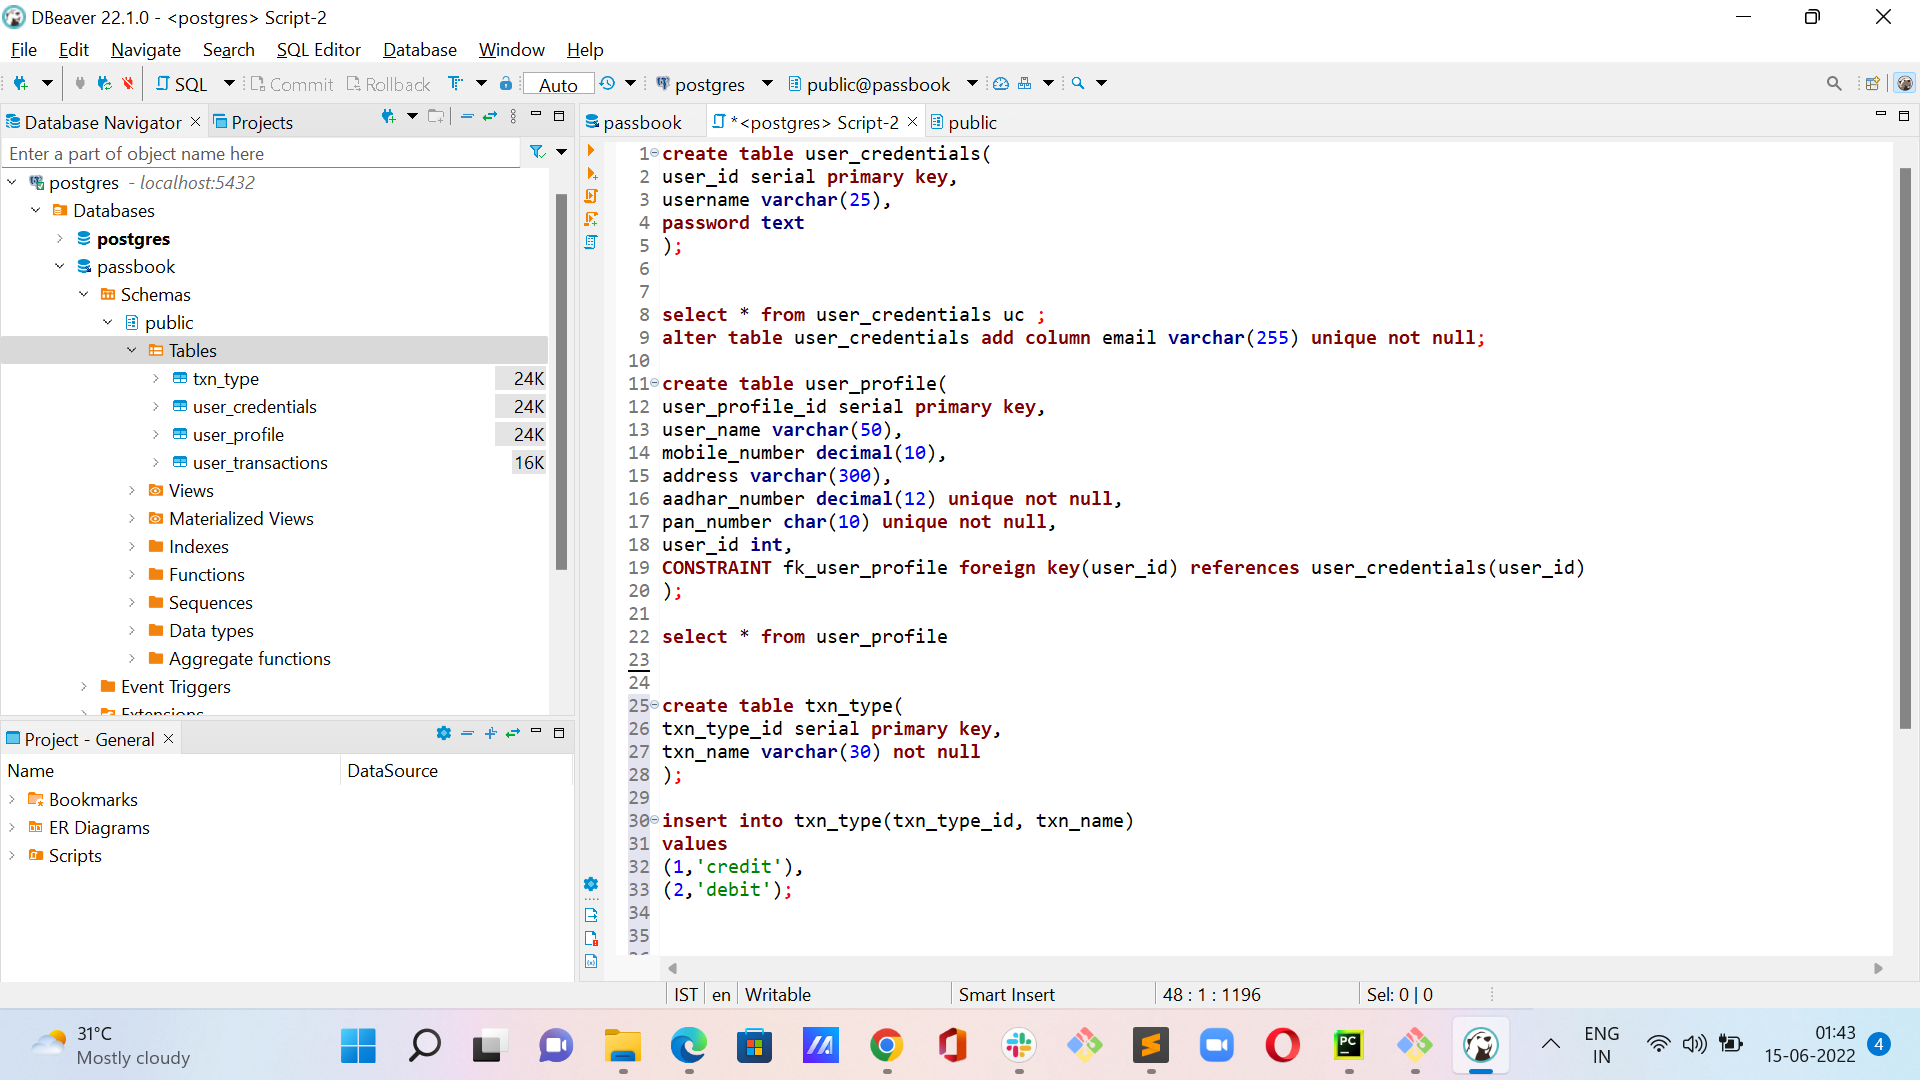 DBeaver 22.1.0 - <postgres> Script-2
File Edit Navigate Search SQL Editor Database Window Help
SQL Commit Rollback Auto postgres public@passbook
Database Navigator Projects
passbook *<postgres> Script-2 public
Enter a part of object name here
postgres - localhost:5432
Databases
postgres
passbook
Schemas
public
Tables
txn_type 24K
user_credentials 24K
user_profile 24K
user_transactions 16K
Views
Materialized Views
Indexes
Functions
Sequences
Data types
Aggregate functions
Event Triggers
Extensions
Project - General
Name DataSource
Bookmarks
ER Diagrams
Scripts
1 create table user_credentials(
2 user_id serial primary key,
3 username varchar(25),
4 password text
5 );
6
7
8 select * from user_credentials uc ;
9 alter table user_credentials add column email varchar(255) unique not null;
10
11 create table user_profile(
12 user_profile_id serial primary key,
13 user_name varchar(50),
14 mobile_number decimal(10),
15 address varchar(300),
16 aadhar_number decimal(12) unique not null,
17 pan_number char(10) unique not null,
18 user_id int,
19 CONSTRAINT fk_user_profile foreign key(user_id) references user_credentials(user_id)
20 );
21
22 select * from user_profile
23
24
25 create table txn_type(
26 txn_type_id serial primary key,
27 txn_name varchar(30) not null
28 );
29
30 insert into txn_type(txn_type_id, txn_name)
31 values
32 (1,'credit'),
33 (2,'debit');
34
35
IST en Writable Smart Insert 48 : 1 : 1196 Sel: 0 | 0
31°C
Mostly cloudy
PC
ENG
IN
01:43
15-06-2022
4